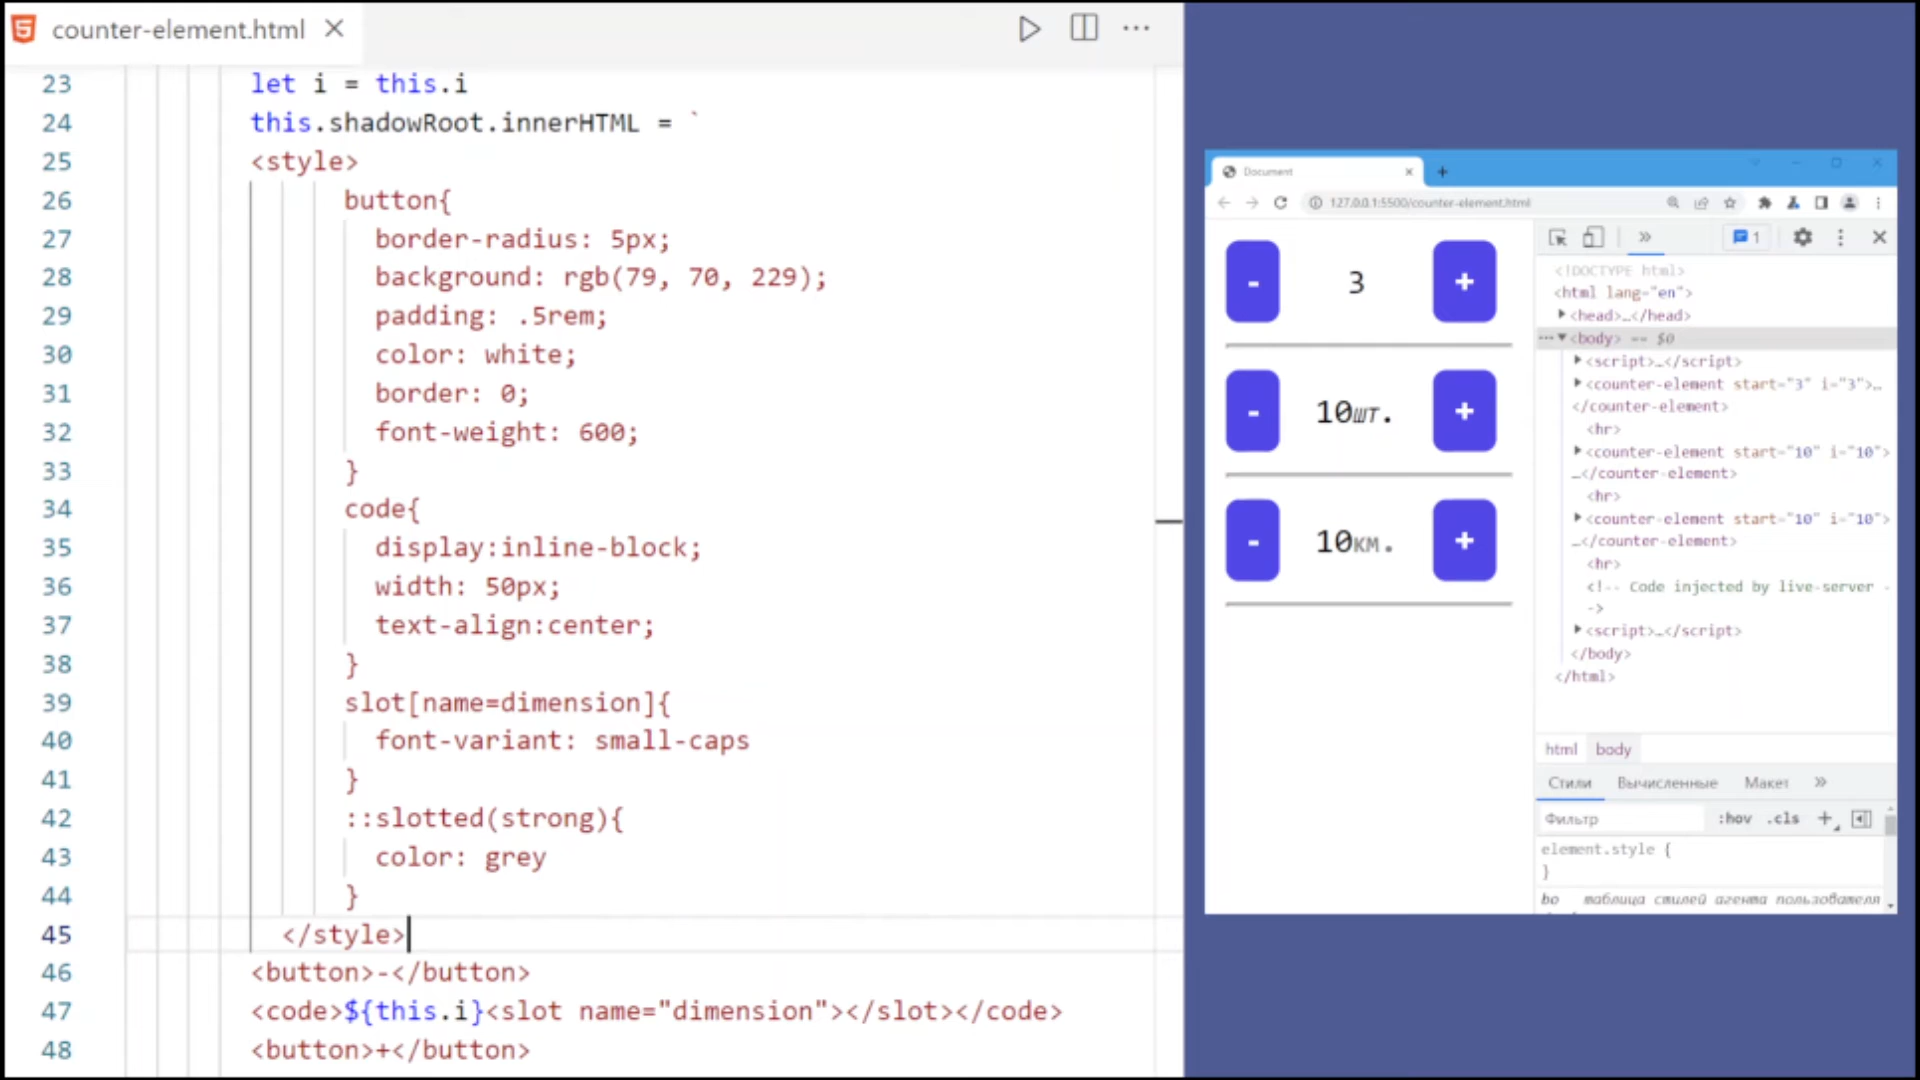 counter-element.html
23 let i = this.i
24 this.shadowRoot.innerHTML = `
25 <style>
26 button{
27 border-radius: 5px;
28 background: rgb(79, 70, 229);
29 padding: .5rem;
30 color: white;
31 border: 0;
32 font-weight: 600;
33 }
34 code{
35 display:inline-block;
36 width: 50px;
37 text-align:center;
38 }
39 slot[name=dimension]{
40 font-variant: small-caps
41 }
42 ::slotted(strong){
43 color: grey
44 }
45 </style>
46 <button>-</button>
47 <code>${this.i}<slot name="dimension"></slot></code>
48 <button>+</button>
Document
127.0.0.1:5500/counter-element.html
- 3 +
- 10шт. +
- 10км. +
1
<!DOCTYPE html>
<html lang="en">
<head>…</head>
<body> == $0
<script>…</script>
<counter-element start="3" i="3">…
</counter-element>
<hr>
<counter-element start="10" i="10">
…</counter-element>
<hr>
<counter-element start="10" i="10">
…</counter-element>
<hr>
<!-- Code injected by live-server -
->
<script>…</script>
</body>
</html>
html body
Стили Вычисленные Макет
Фильтр :hov .cls
element.style {
}
bo таблица стилей агента пользователя